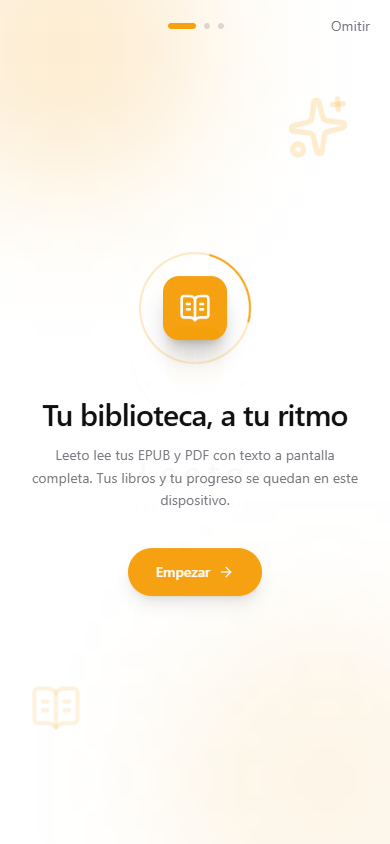 Omitir
Tu biblioteca, a tu ritmo
Leeto lee tus EPUB y PDF con texto a pantalla
completa. Tus libros y tu progreso se quedan en este
dispositivo.
Empezar